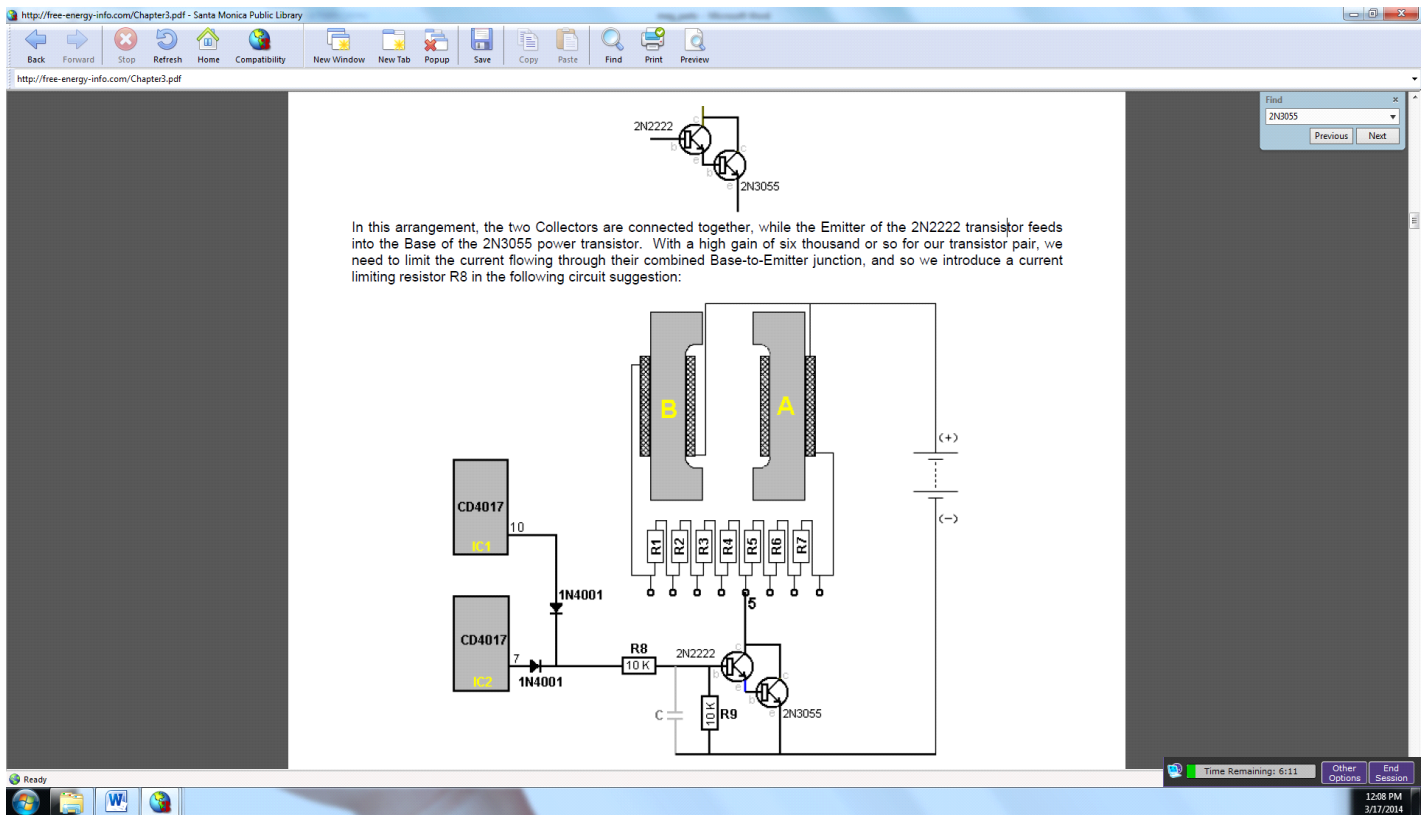 http://free-energy-info.com/Chapter3.pdf - Santa Monica Public Library
Back Forward Stop Refresh Home Compatibility New Window New Tab Popup Save Copy Paste Find Print Preview
http://free-energy-info.com/Chapter3.pdf
Find
2N3055
Previous Next
2N2222
c
b
e
c
b
e
2N3055
In this arrangement, the two Collectors are connected together, while the Emitter of the 2N2222 transistor feeds
into the Base of the 2N3055 power transistor. With a high gain of six thousand or so for our transistor pair, we
need to limit the current flowing through their combined Base-to-Emitter junction, and so we introduce a current
limiting resistor R8 in the following circuit suggestion:
B A
(+)
(–)
CD4017
10
IC1
R1 R2 R3 R4 R5 R6 R7
1N4001
5
CD4017
7
IC2
1N4001
R8
10 K
2N2222
c
b
e
c
b
e
2N3055
C
10 K
R9
Ready
Time Remaining: 6:11
Other Options
End Session
12:08 PM
3/17/2014